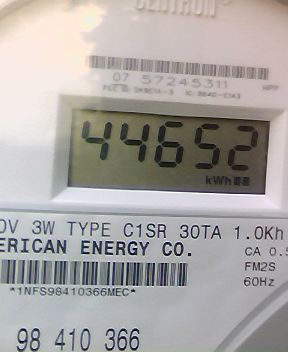 CENTRON
07 57245311
44652
kWh
0V 3W TYPE C1SR 30TA 1.0Kh
ERICAN ENERGY CO.
CA 0.5
FM2S
*1NFS98410366MEC*
60Hz
98 410 366